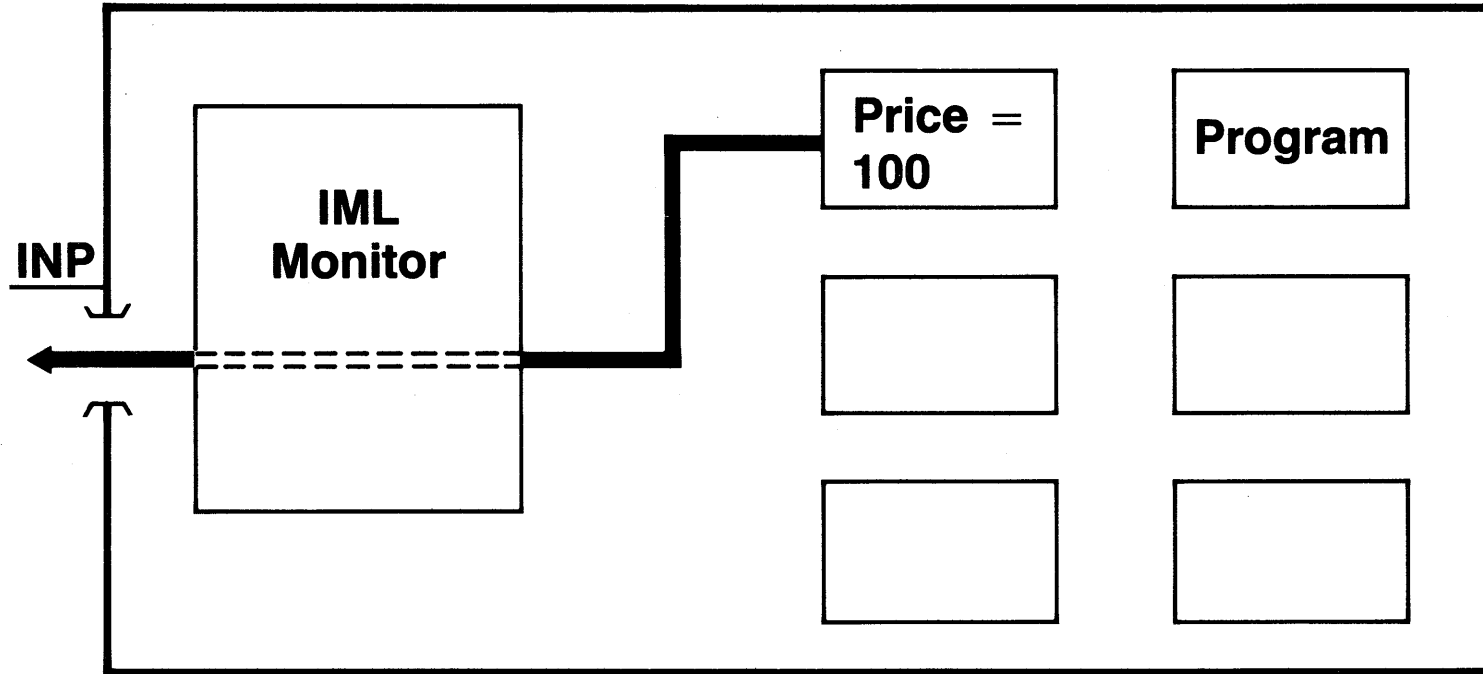 INP
IML
Monitor
Price =
100
Program